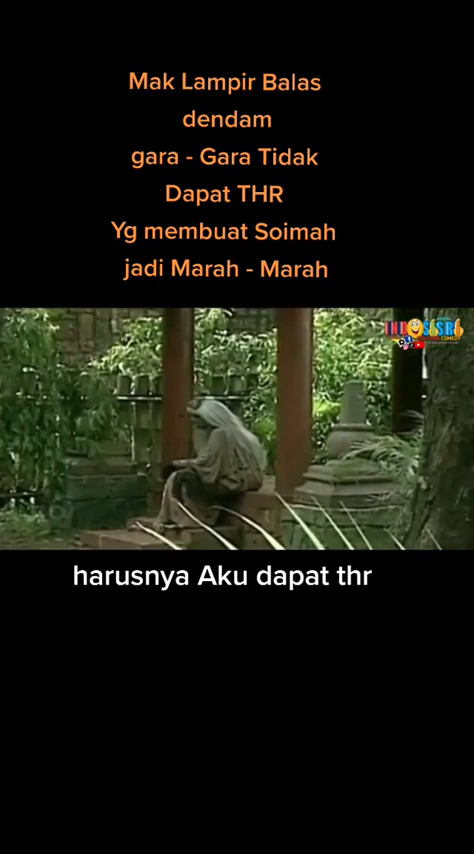 Mak Lampir Balas
dendam
gara - Gara Tidak
Dapat THR
Yg membuat Soimah
jadi Marah - Marah
COMEDY
harusnya Aku dapat thr